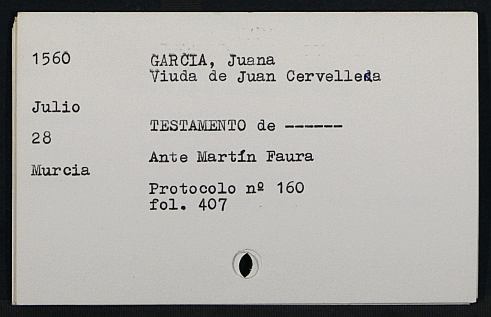 1560
GARCIA, Juana
Viuda de Juan Cervelleda
Julio
28
TESTAMENTO de ------
Murcia
Ante Martín Faura
Protocolo nº 160
fol. 407